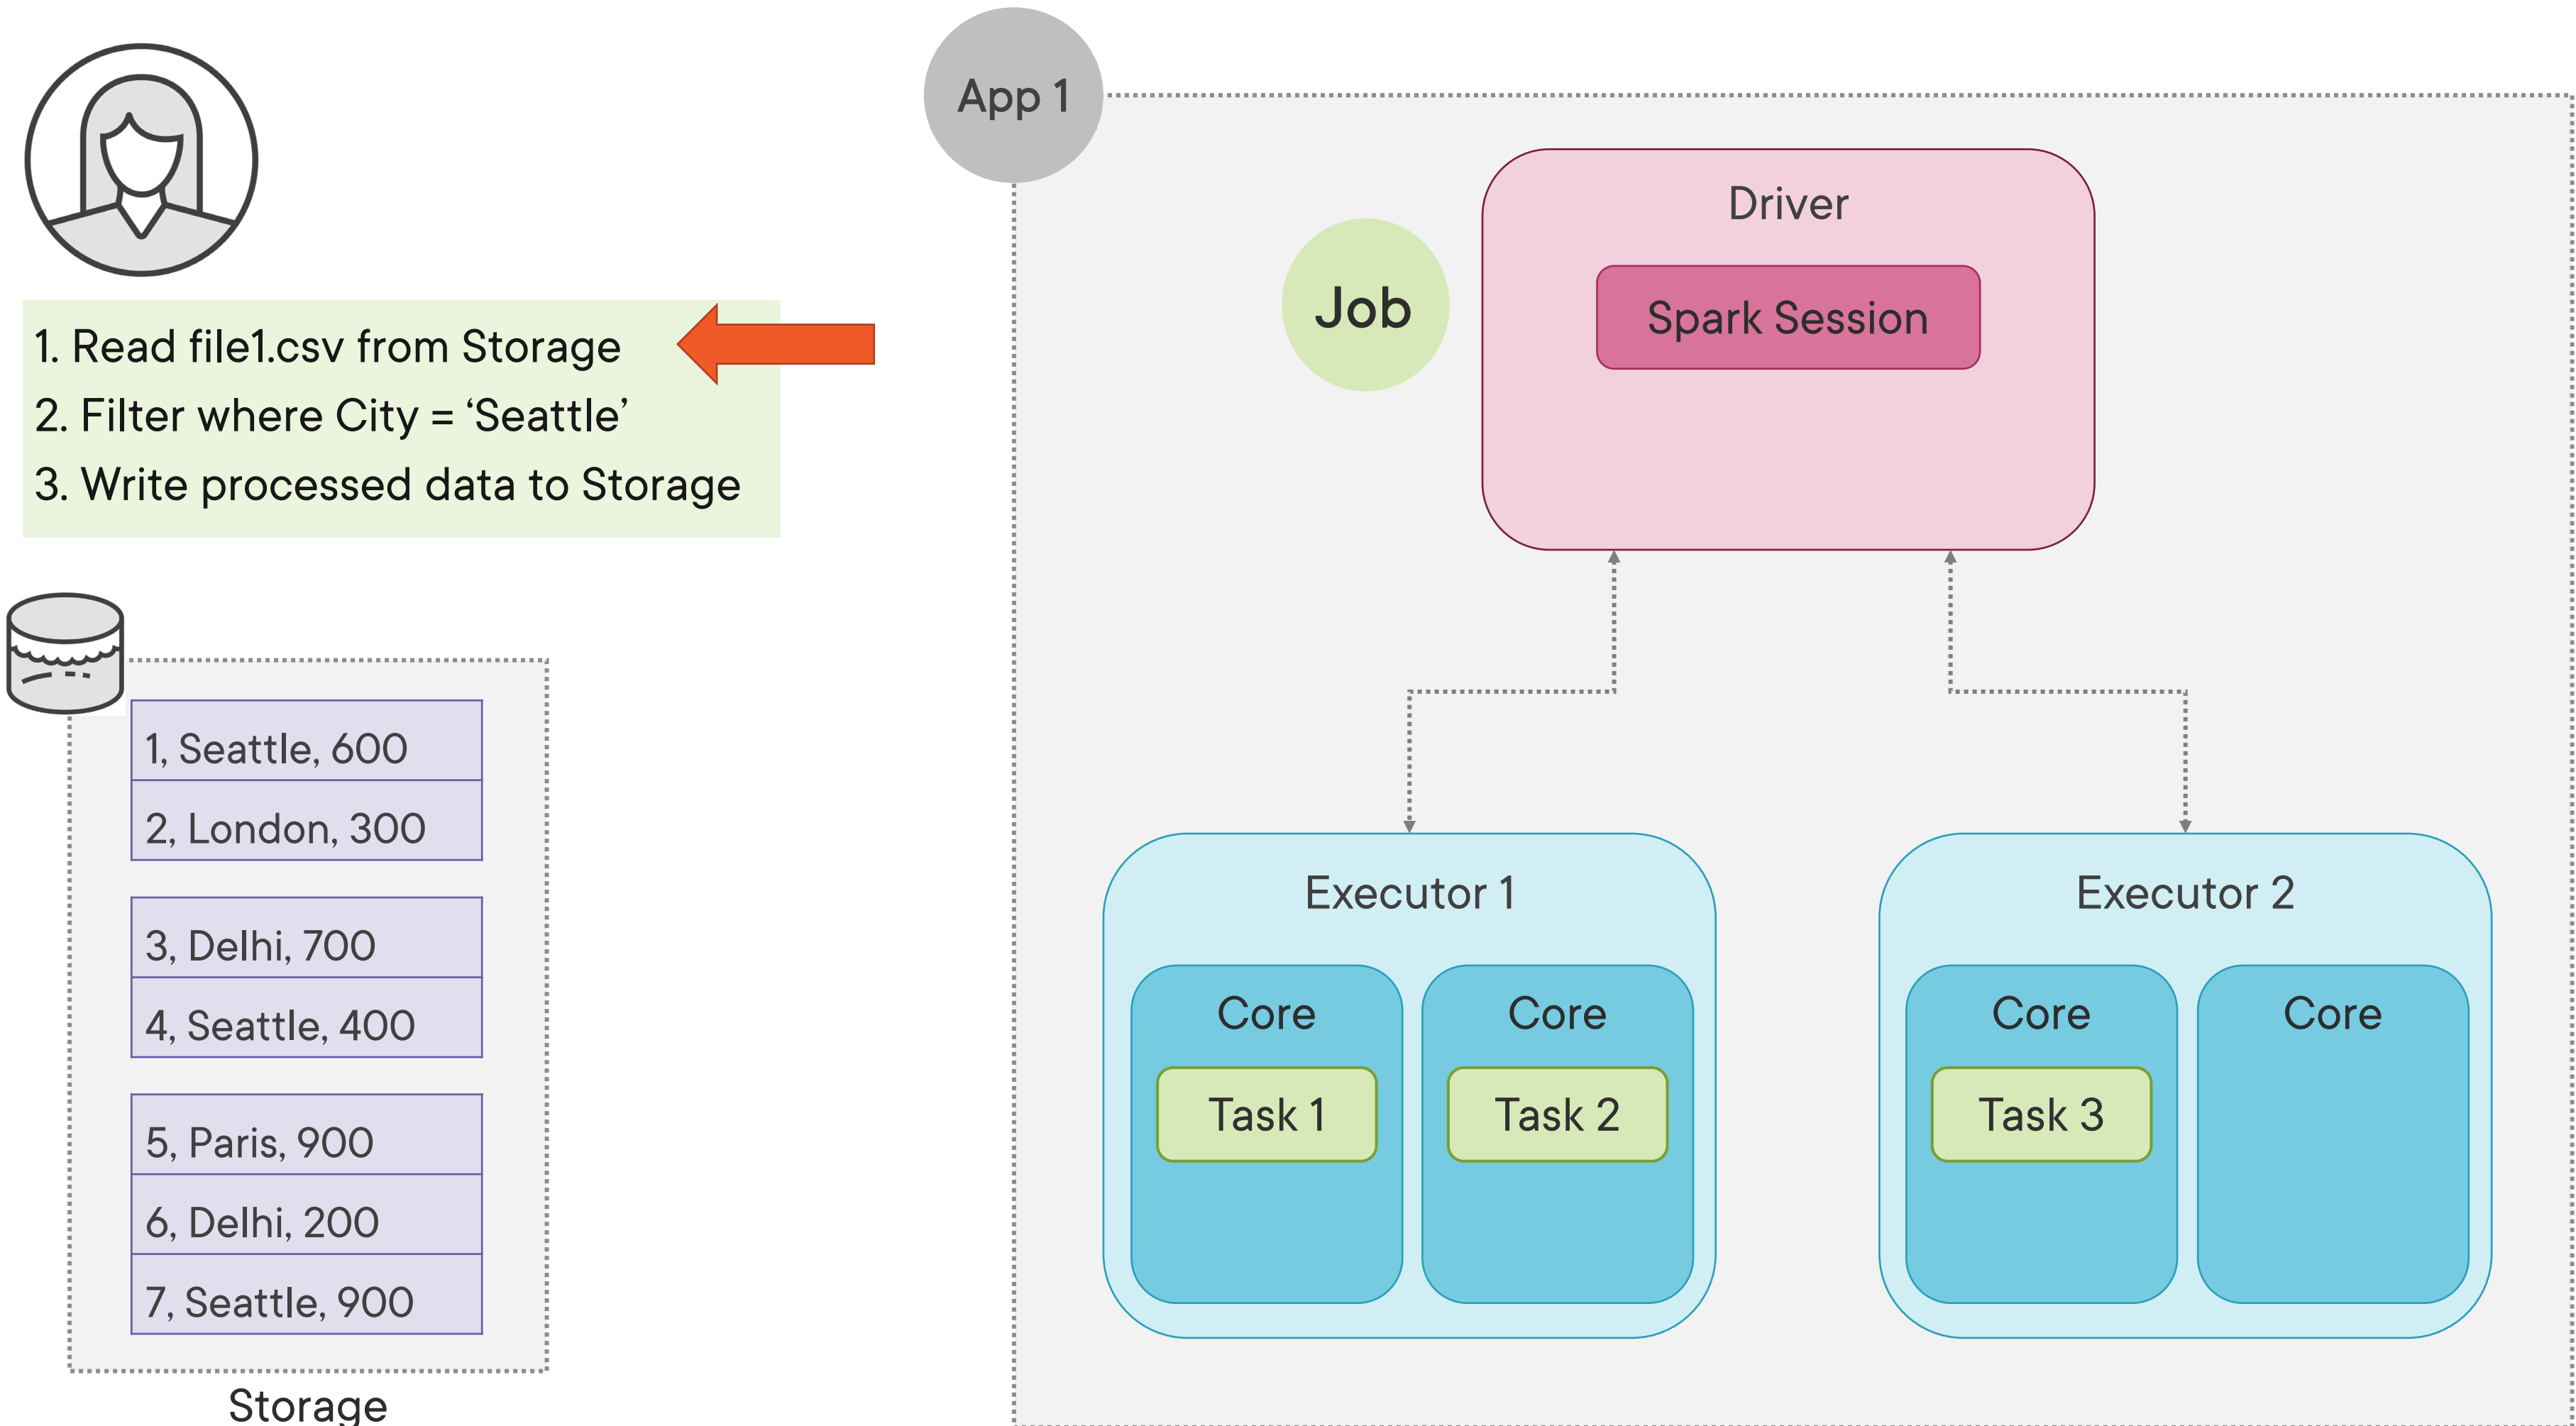 App 1
1. Read file1.csv from Storage
2. Filter where City = ‘Seattle’
3. Write processed data to Storage
Job
Driver
Spark Session
1, Seattle, 600
2, London, 300
3, Delhi, 700
4, Seattle, 400
5, Paris, 900
6, Delhi, 200
7, Seattle, 900
Storage
Executor 1
Core
Task 1
Core
Task 2
Executor 2
Core
Task 3
Core